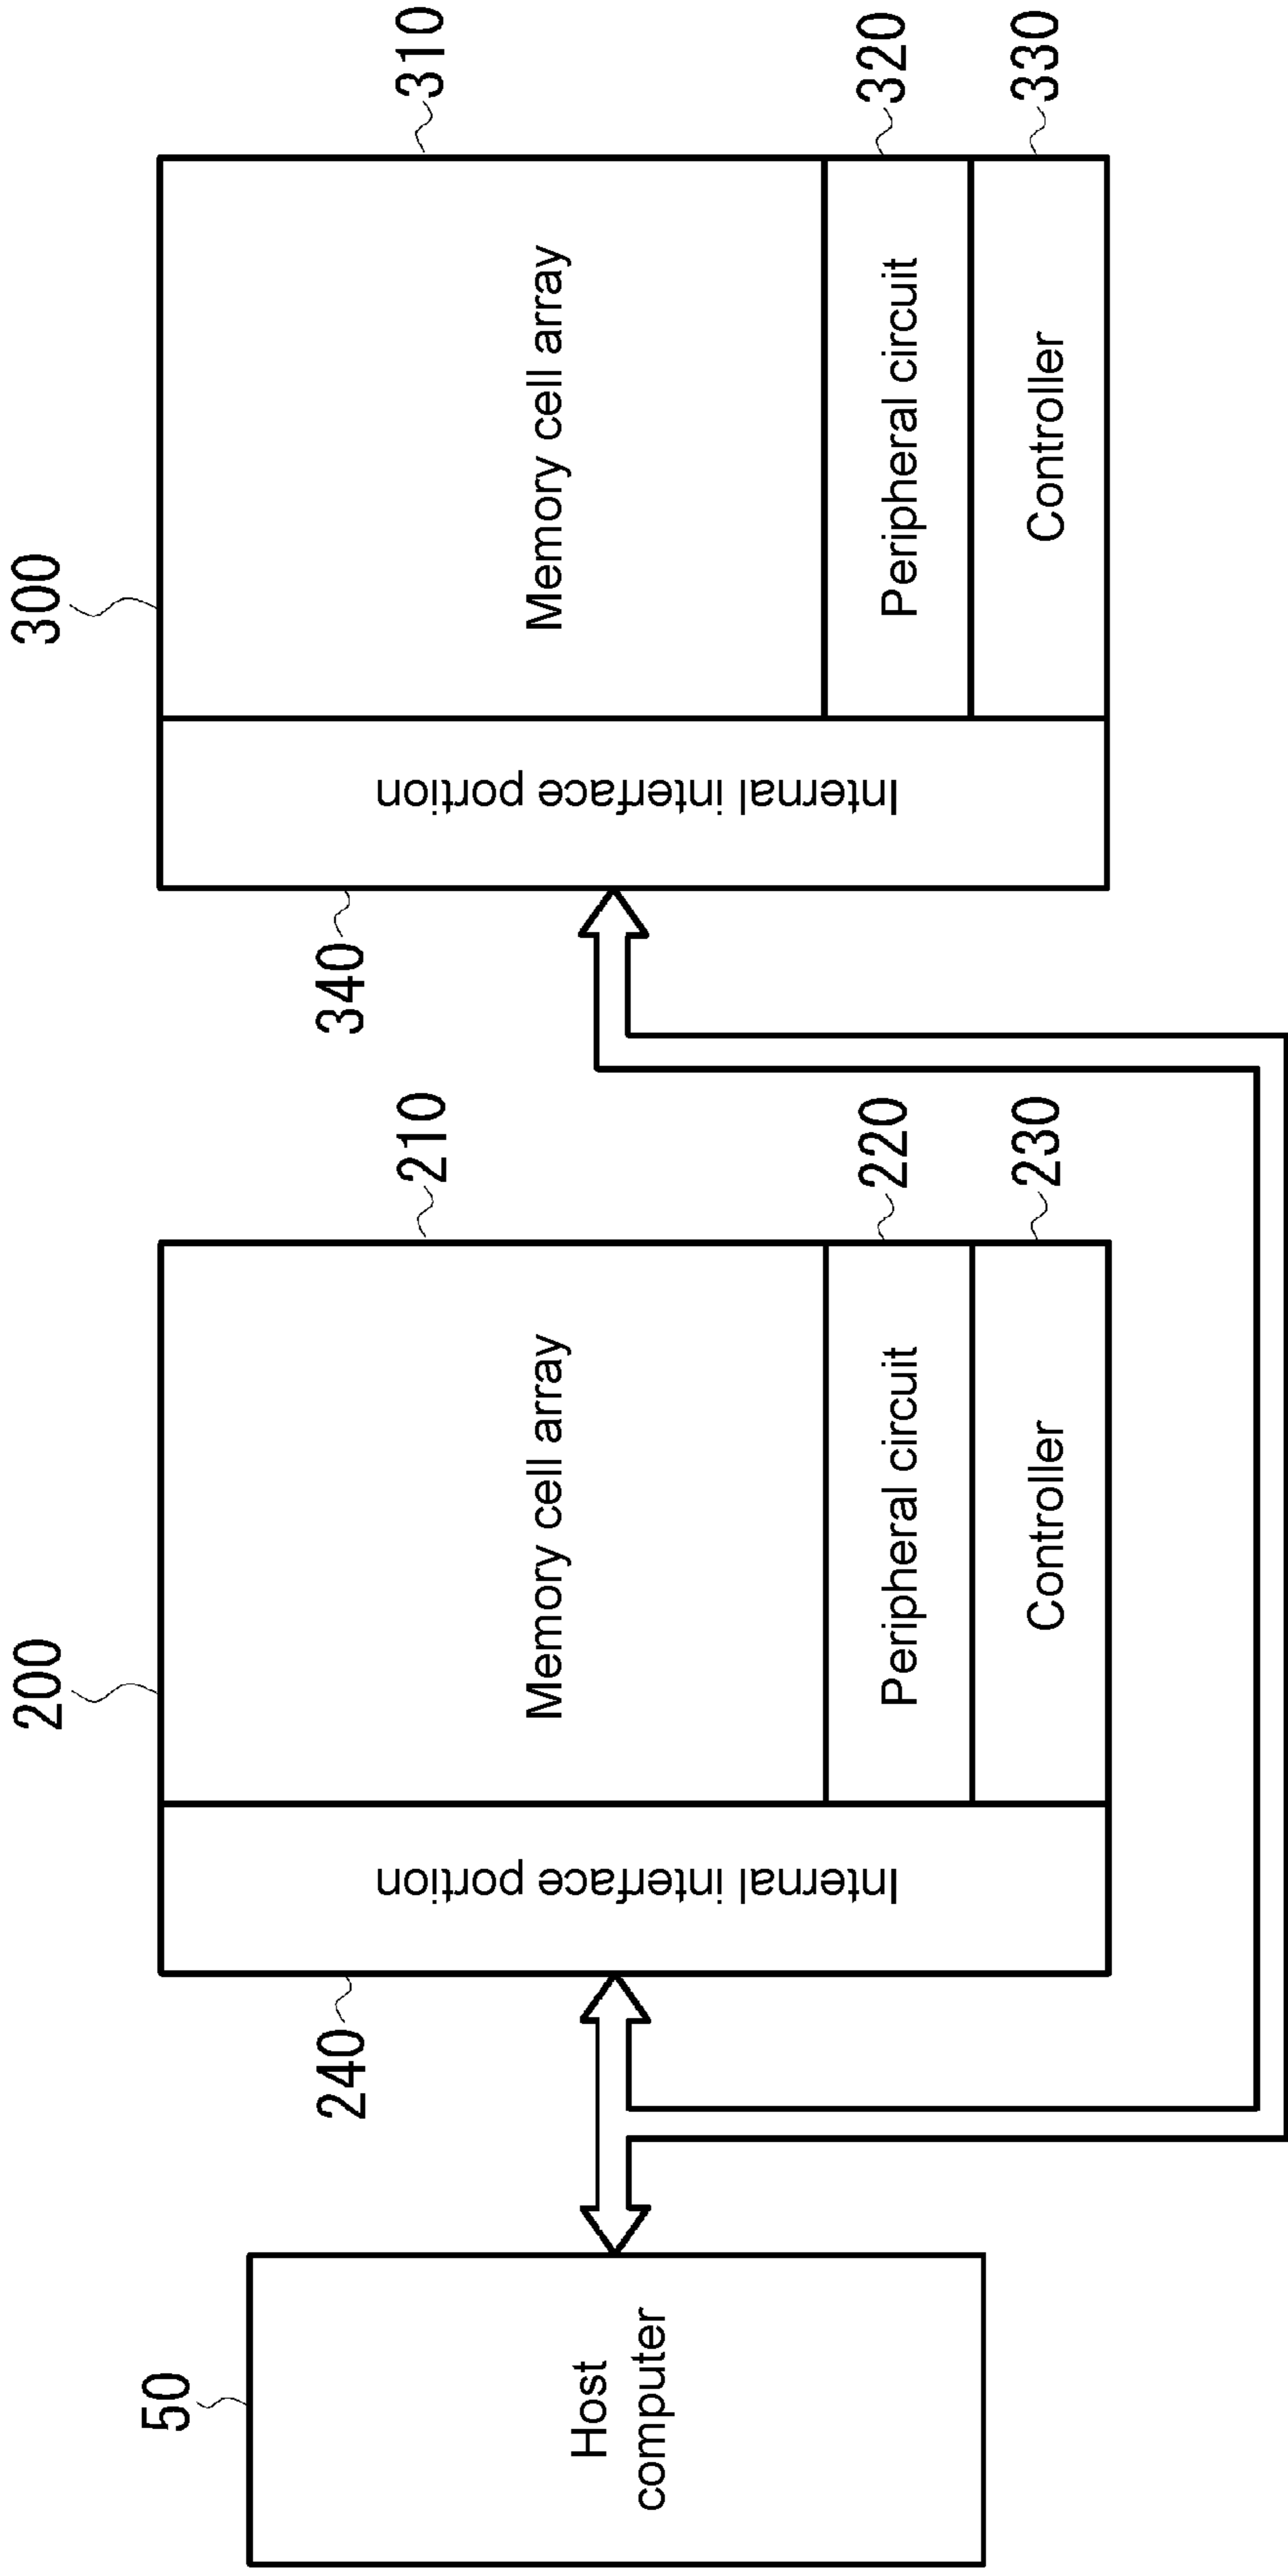 50
Host
computer
200
240
Internal interface portion
Memory cell array
210
Peripheral circuit
220
Controller
230
300
340
Internal interface portion
Memory cell array
310
Peripheral circuit
320
Controller
330